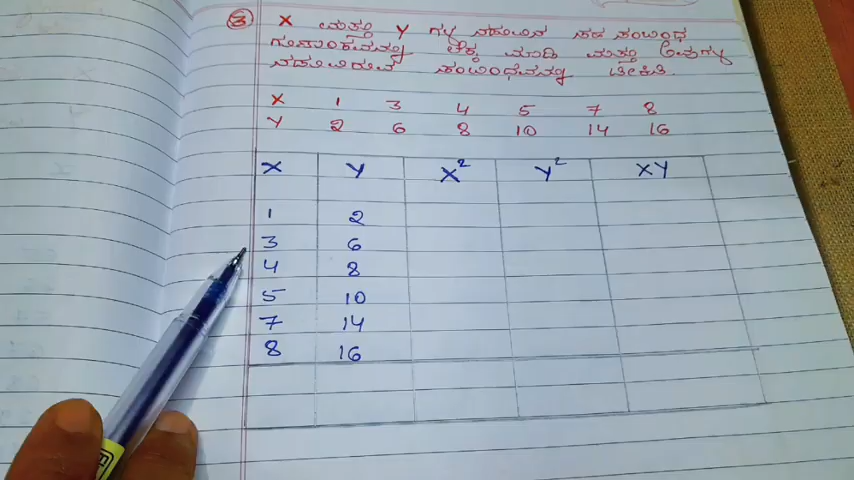 3 X ಮತ್ತು Y ಗಳ ನಡುವಿನ ಸಹ ಸಂಬಂಧ
ಗುಣಾಂಕವನ್ನು ಲೆಕ್ಕ ಮಾಡಿ ಮತ್ತು ಅವುಗಳ
ನಡುವಿರುವ ಸಂಬಂಧವನ್ನು ಟೀಕಿಸಿ.
X 1 3 4 5 7 8
Y 2 6 8 10 14 16
X Y X² Y² XY
1 2
3 6
4 8
5 10
7 14
8 16